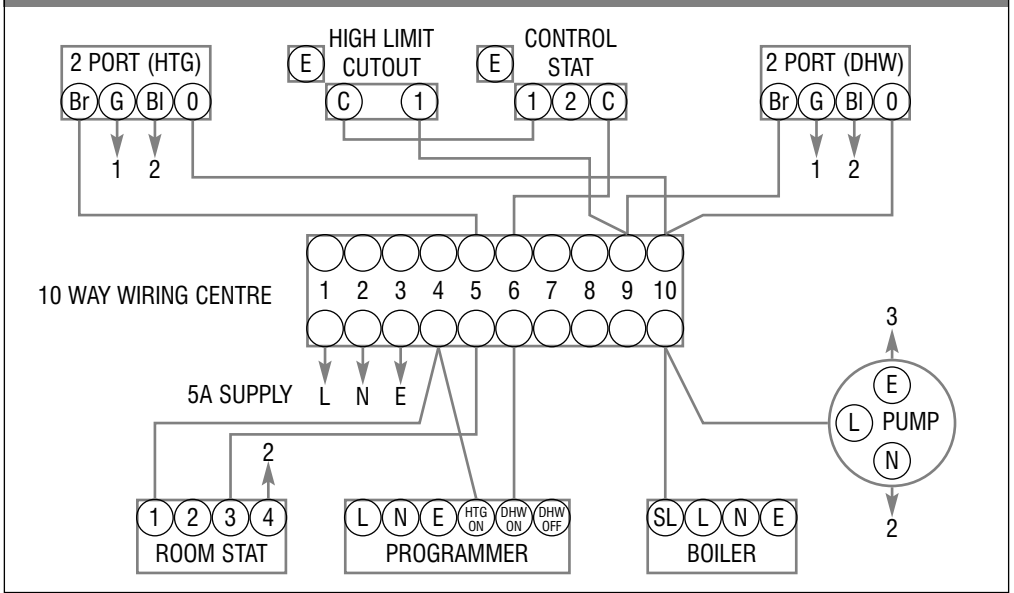 2 PORT (HTG)
Br G Bl 0
1 2
E
HIGH LIMIT
CUTOUT
C 1
E
CONTROL
STAT
1 2 C
2 PORT (DHW)
Br G Bl 0
1 2
10 WAY WIRING CENTRE
1 2 3 4 5 6 7 8 9 10
5A SUPPLY L N E
3
E
L PUMP
N
2
2
1 2 3 4
ROOM STAT
L N E HTG ON DHW ON DHW OFF
PROGRAMMER
SL L N E
BOILER